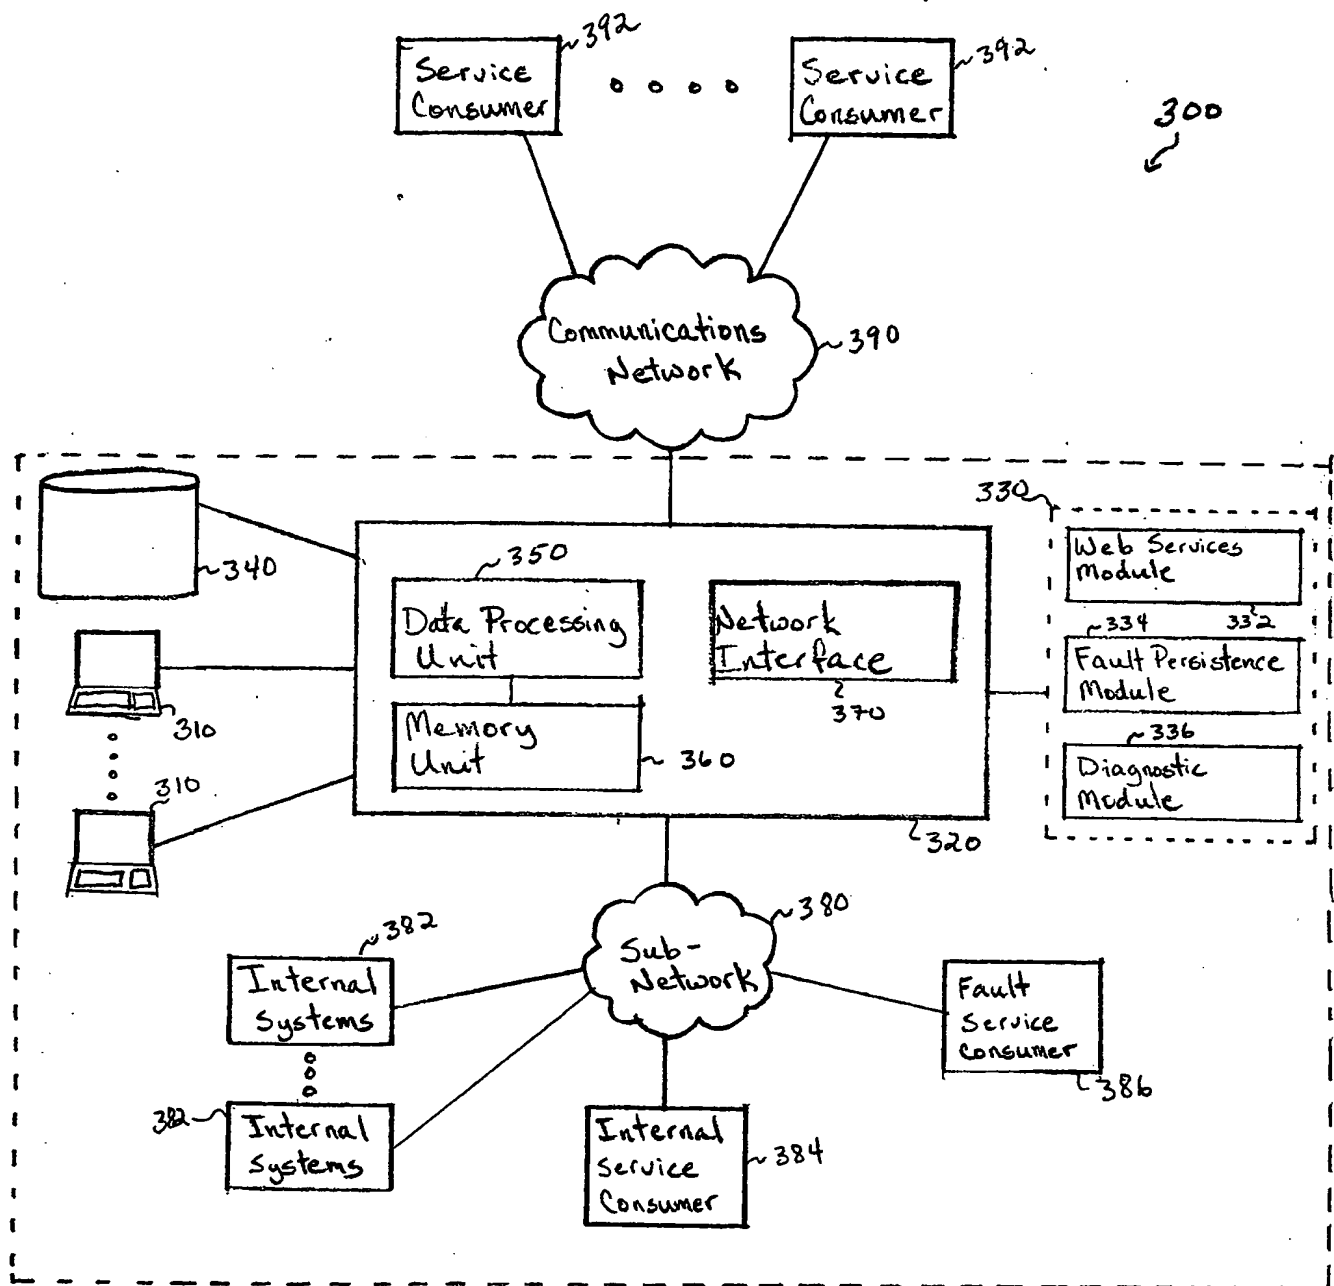 392
392
Service
Consumer
Service
Consumer
300
Communications
Network
390
330
340
350
Data Processing
Unit
Network
Interface
370
Memory
Unit
360
Web Services
Module
332
334
Fault Persistence
Module
336
Diagnostic
Module
310
310
320
380
Sub-
Network
382
Internal
Systems
382
Internal
Systems
Internal
Service
Consumer
384
Fault
Service
Consumer
386